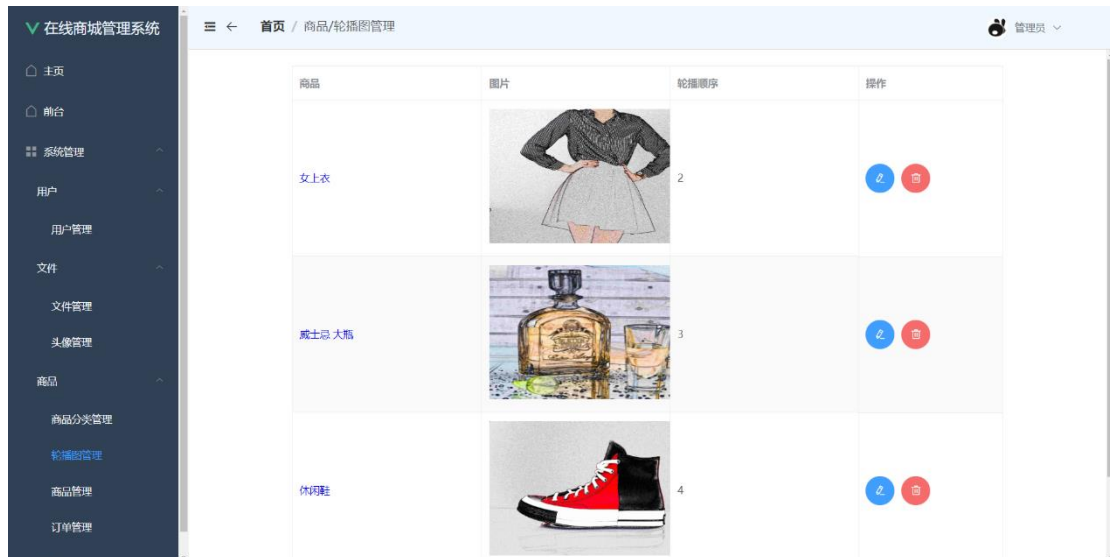 在线商城管理系统
首页 / 商品/轮播图管理
管理员
主页
前台
系统管理
用户
用户管理
文件
文件管理
头像管理
商品
商品分类管理
轮播图管理
商品管理
订单管理
商品 图片 轮播顺序 操作
女上衣 2
威士忌 大瓶 3
休闲鞋 4